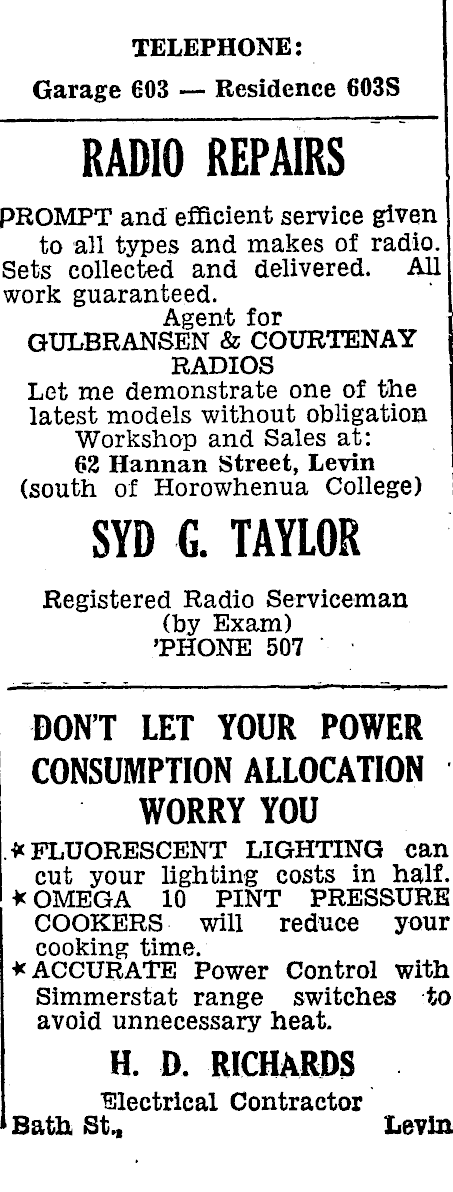 TELEPHONE:
Garage 603 — Residence 603S
RADIO REPAIRS
PROMPT and efficient service given
to all types and makes of radio.
Sets collected and delivered. All
work guaranteed.
Agent for
GULBRANSEN & COURTENAY
RADIOS
Let me demonstrate one of the
latest models without obligation
Workshop and Sales at:
62 Hannan Street, Levin
(south of Horowhenua College)
SYD G. TAYLOR
Registered Radio Serviceman
(by Exam)
'PHONE 507
DON'T LET YOUR POWER
CONSUMPTION ALLOCATION
WORRY YOU
* FLUORESCENT LIGHTING can
cut your lighting costs in half.
* OMEGA 10 PINT PRESSURE
COOKERS will reduce your
cooking time.
* ACCURATE Power Control with
Simmerstat range switches to
avoid unnecessary heat.
H. D. RICHARDS
Electrical Contractor
Bath St., Levin